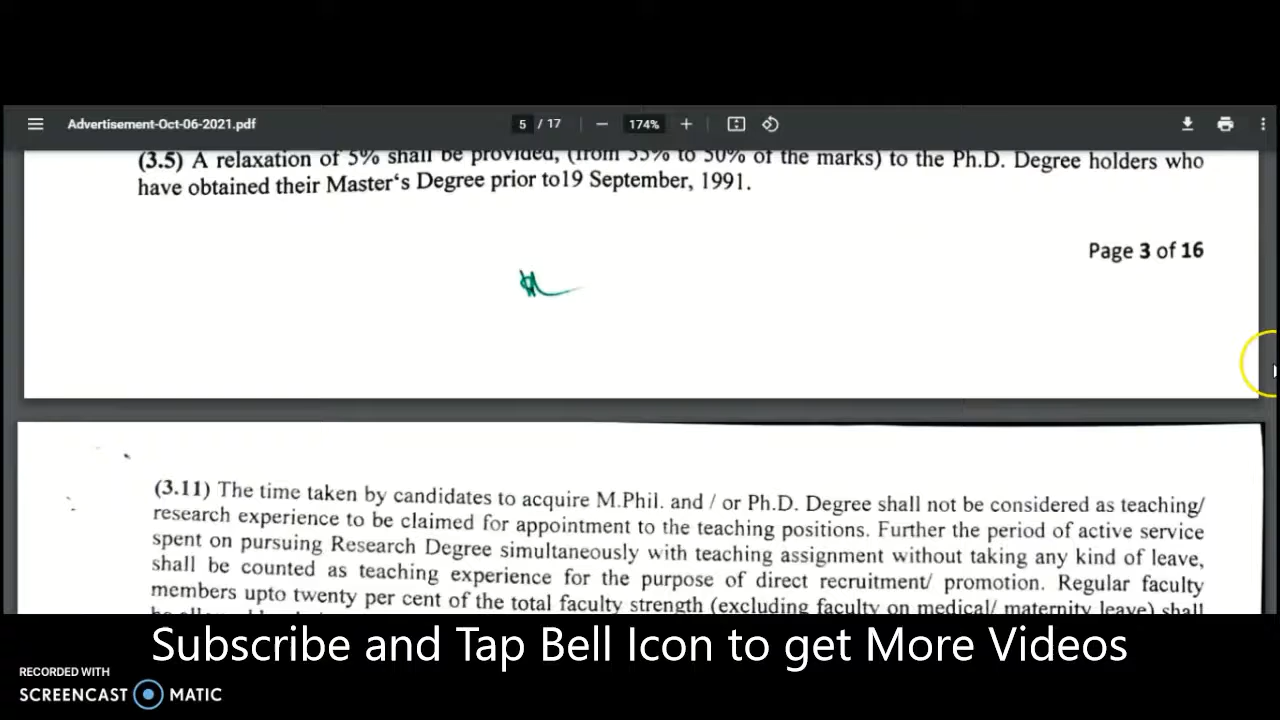 Advertisement-Oct-06-2021.pdf 5 / 17 — 174% +
(3.5) A relaxation of 5% shall be provided, (from 55% to 50% of the marks) to the Ph.D. Degree holders who
have obtained their Master‘s Degree prior to19 September, 1991.
Page 3 of 16
(3.11) The time taken by candidates to acquire M.Phil. and / or Ph.D. Degree shall not be considered as teaching/
research experience to be claimed for appointment to the teaching positions. Further the period of active service
spent on pursuing Research Degree simultaneously with teaching assignment without taking any kind of leave,
shall be counted as teaching experience for the purpose of direct recruitment/ promotion. Regular faculty
members upto twenty per cent of the total faculty strength (excluding faculty on medical/ maternity leave) shall
Subscribe and Tap Bell Icon to get More Videos
RECORDED WITH
SCREENCAST MATIC